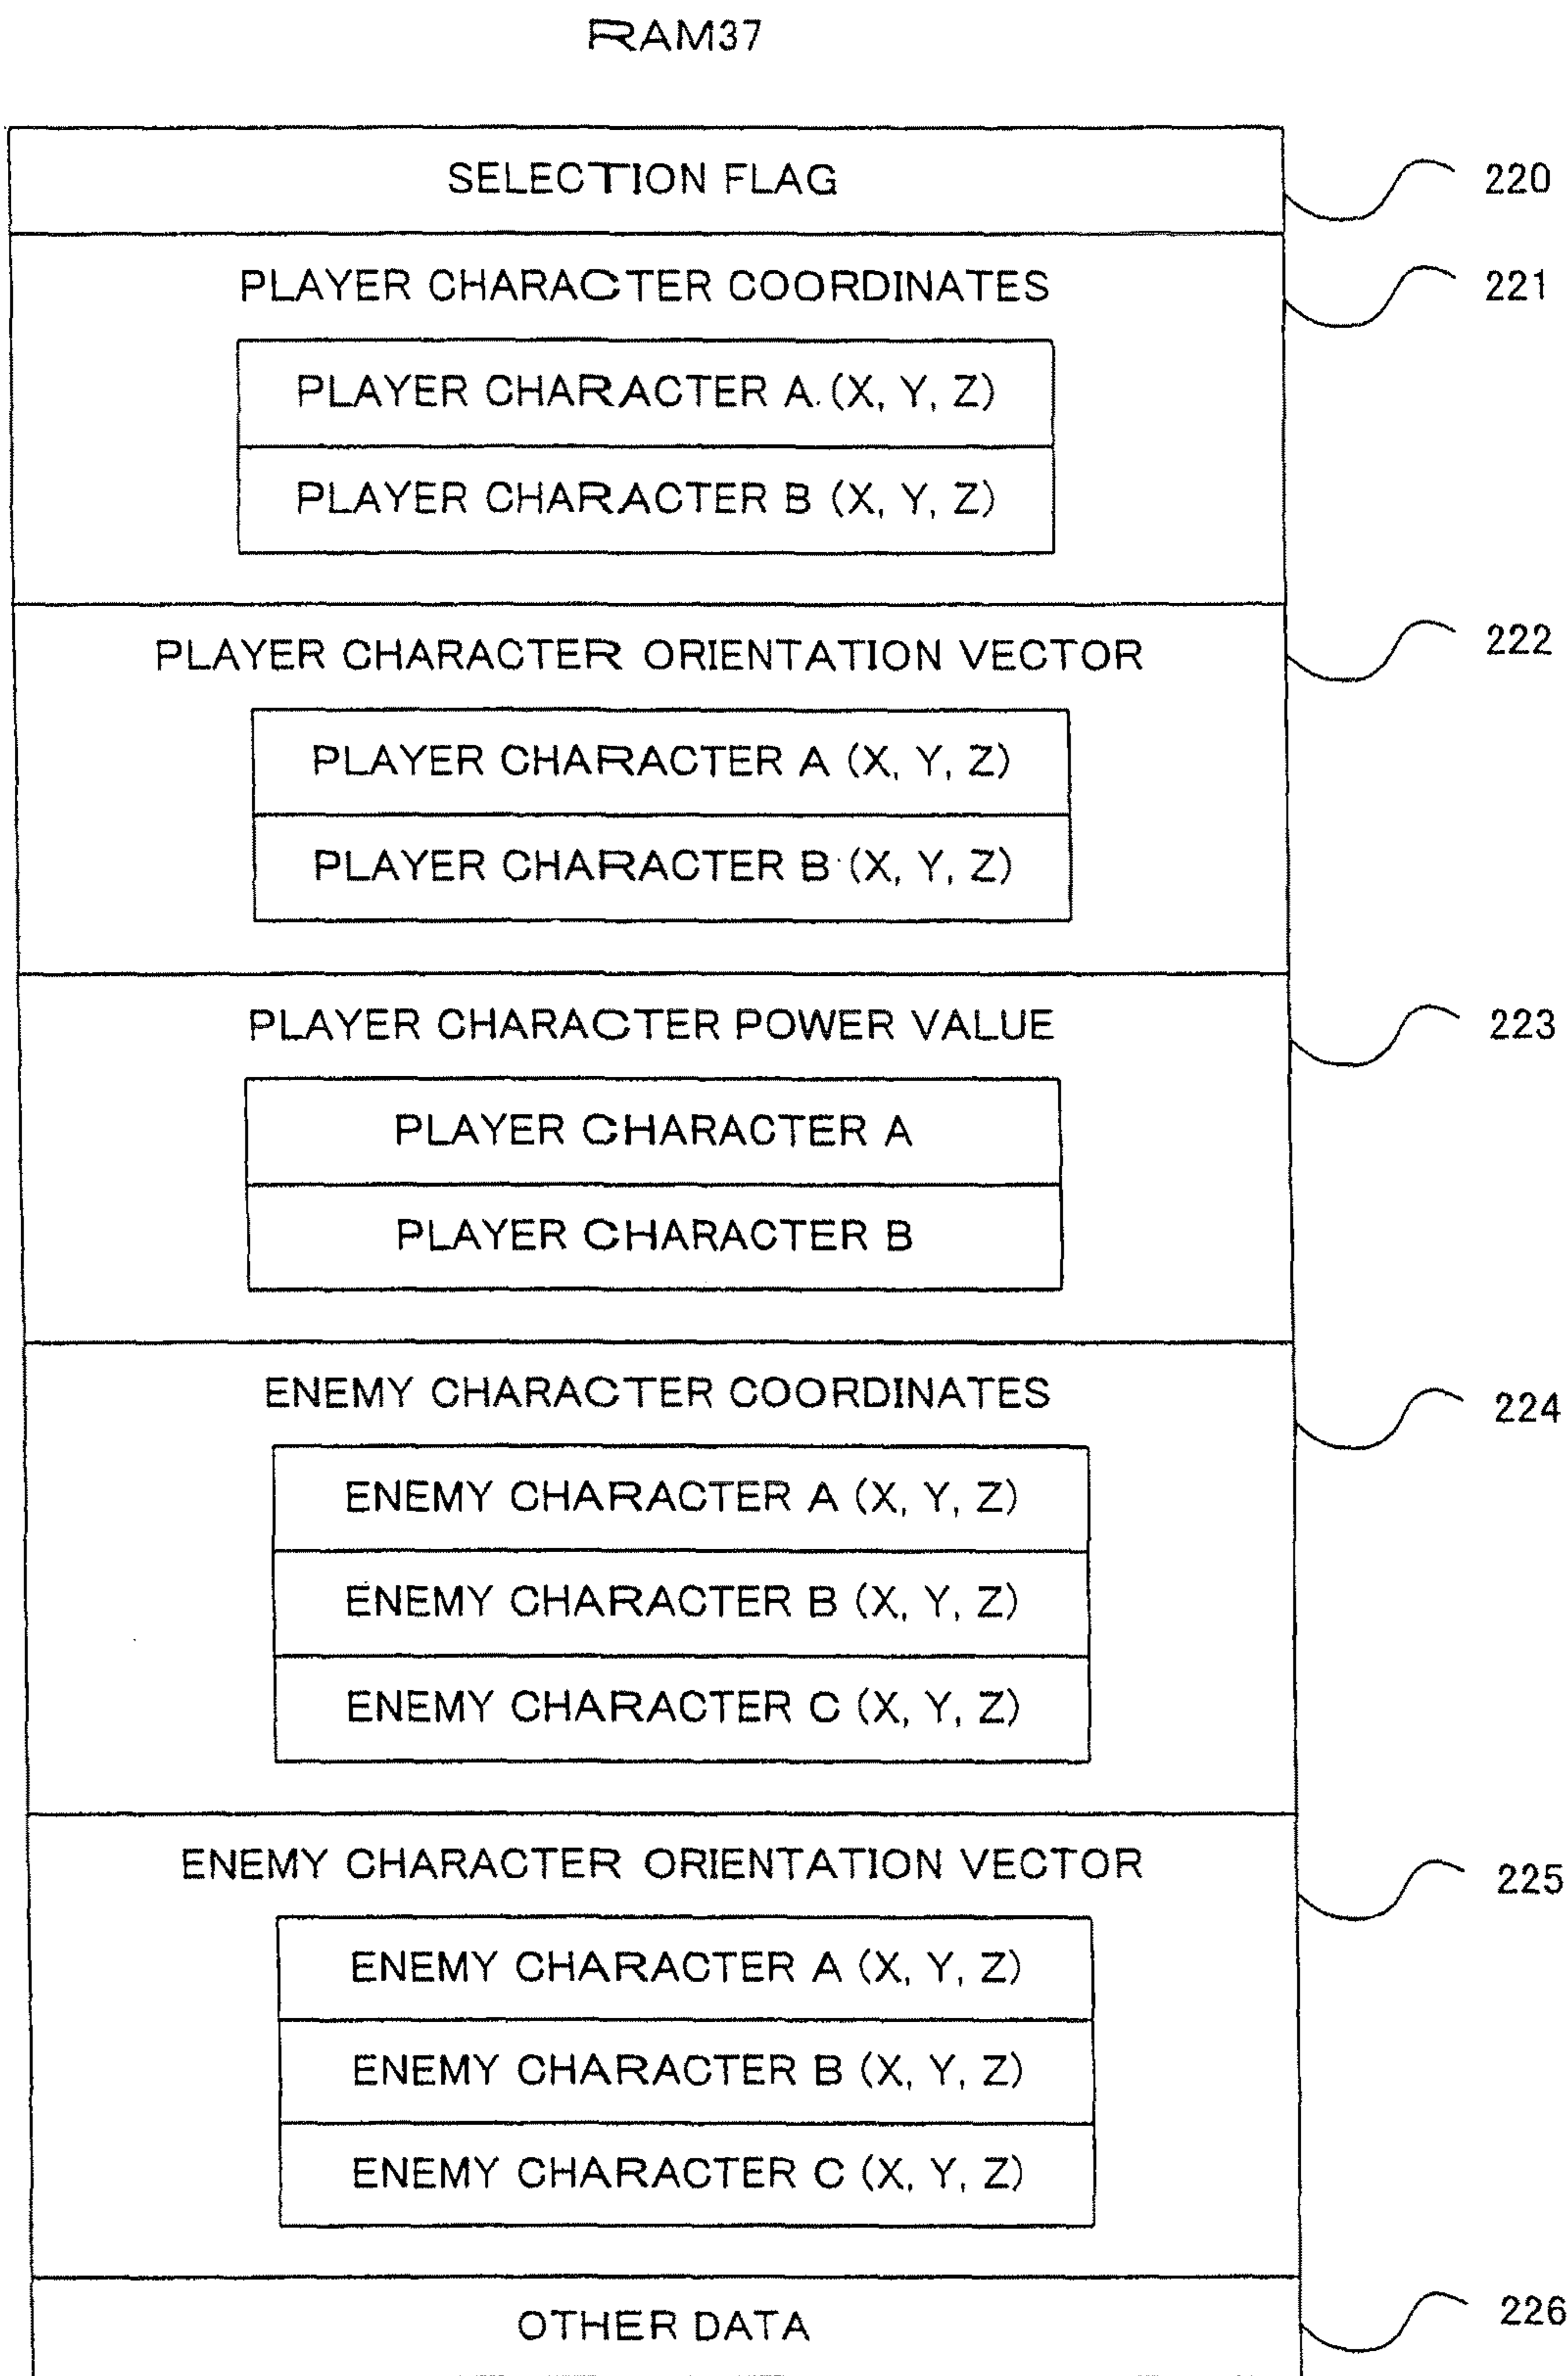 RAM37
SELECTION FLAG 220
PLAYER CHARACTER COORDINATES 221
PLAYER CHARACTER A (X, Y, Z)
PLAYER CHARACTER B (X, Y, Z)
PLAYER CHARACTER ORIENTATION VECTOR 222
PLAYER CHARACTER A (X, Y, Z)
PLAYER CHARACTER B (X, Y, Z)
PLAYER CHARACTER POWER VALUE 223
PLAYER CHARACTER A
PLAYER CHARACTER B
ENEMY CHARACTER COORDINATES 224
ENEMY CHARACTER A (X, Y, Z)
ENEMY CHARACTER B (X, Y, Z)
ENEMY CHARACTER C (X, Y, Z)
ENEMY CHARACTER ORIENTATION VECTOR 225
ENEMY CHARACTER A (X, Y, Z)
ENEMY CHARACTER B (X, Y, Z)
ENEMY CHARACTER C (X, Y, Z)
OTHER DATA 226